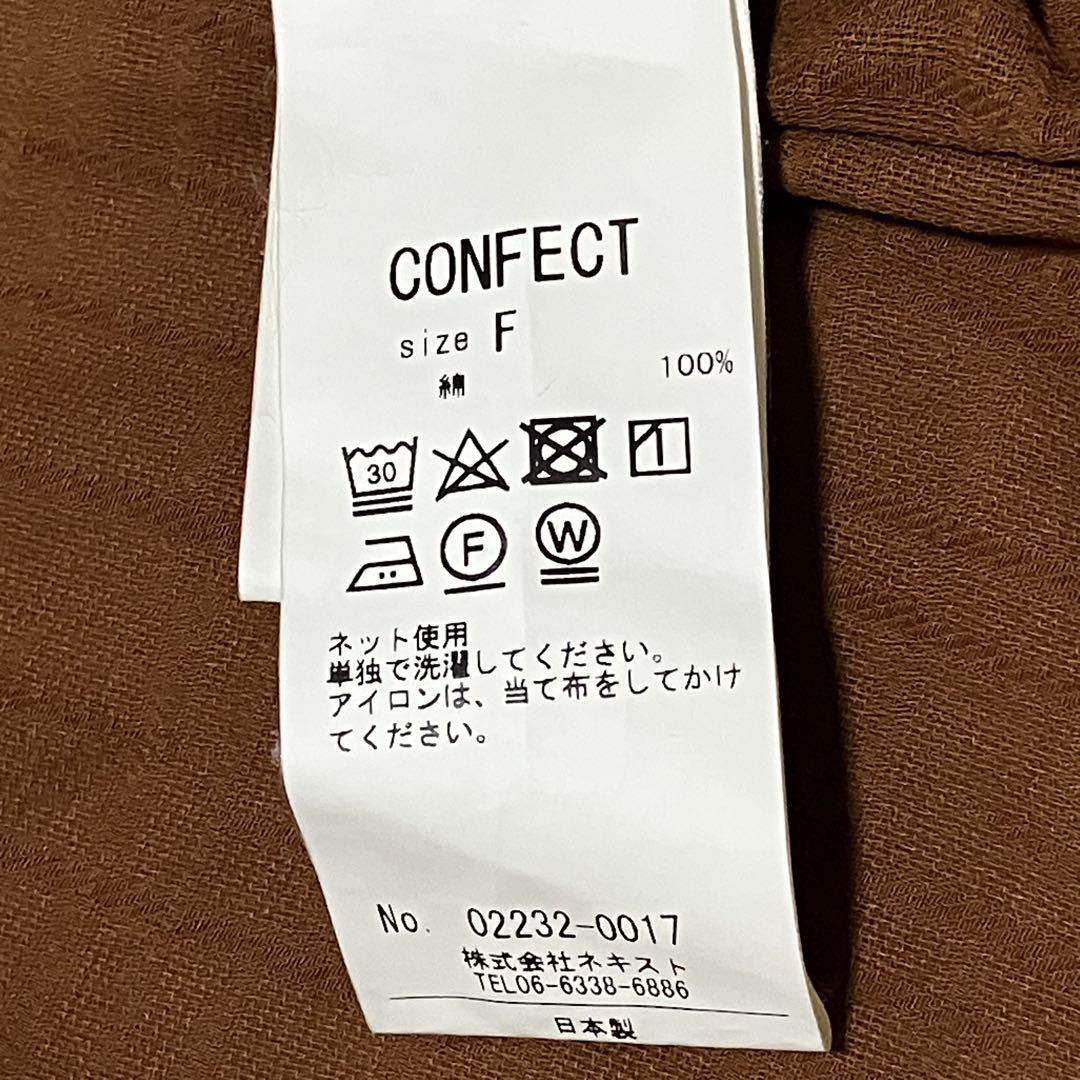 CONFECT
size F
綿 100%
30
F W
ネット使用
単独で洗濯してください。
アイロンは、当て布をしてかけ
てください。
No. 02232-0017
株式会社ネキスト
TEL06-6338-6886
日本製